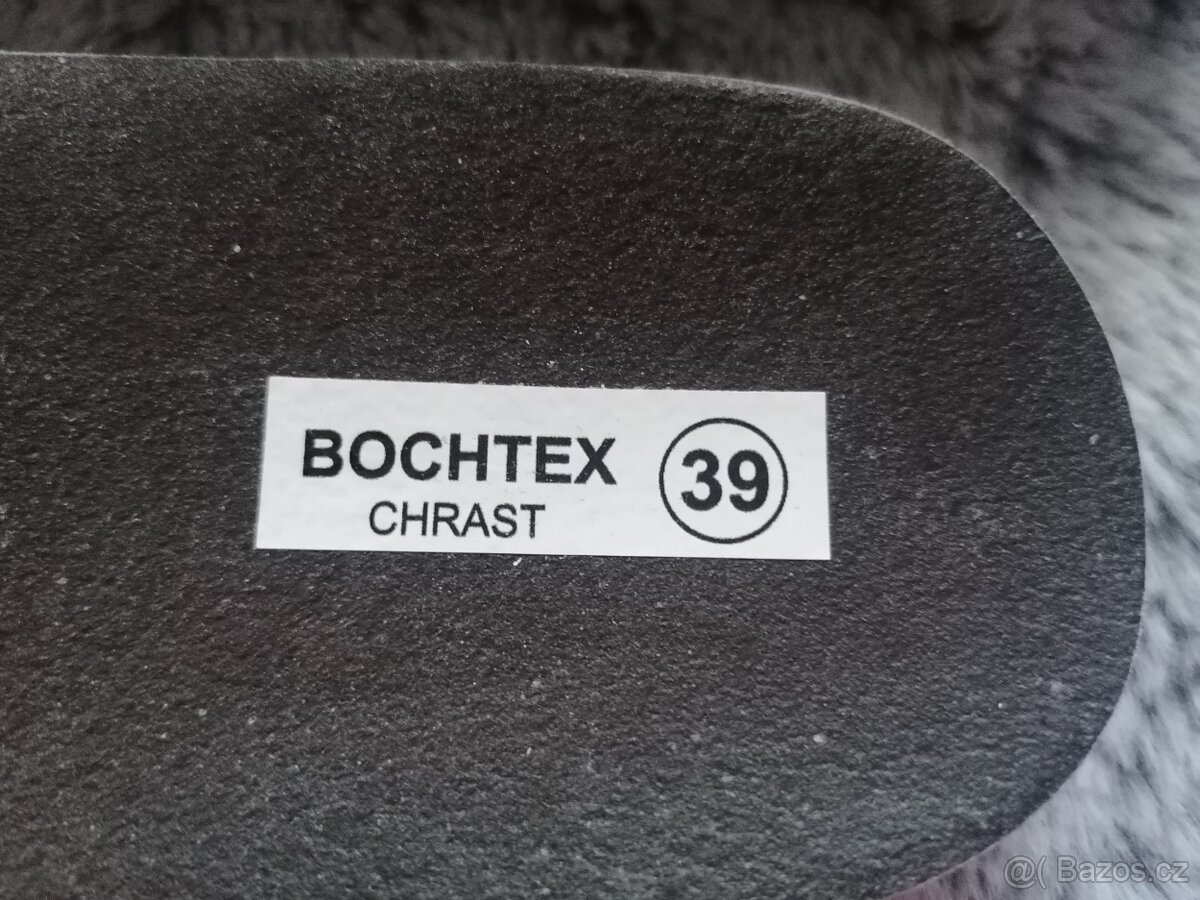 BOCHTEX
CHRAST
39
@( Bazos.cz